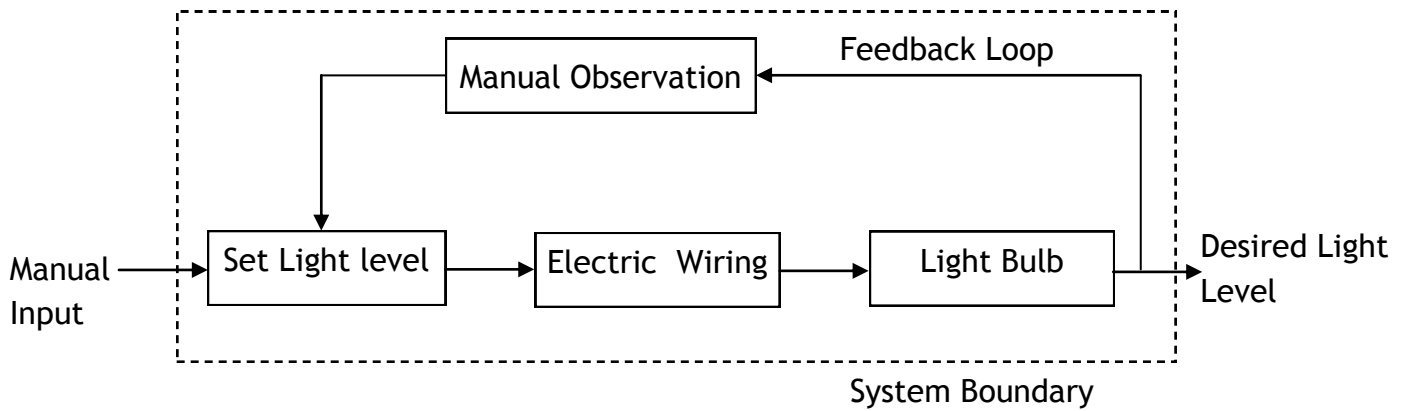 Feedback Loop
Manual Observation
Set Light level
Electric Wiring
Light Bulb
Manual
Input
Desired Light
Level
System Boundary